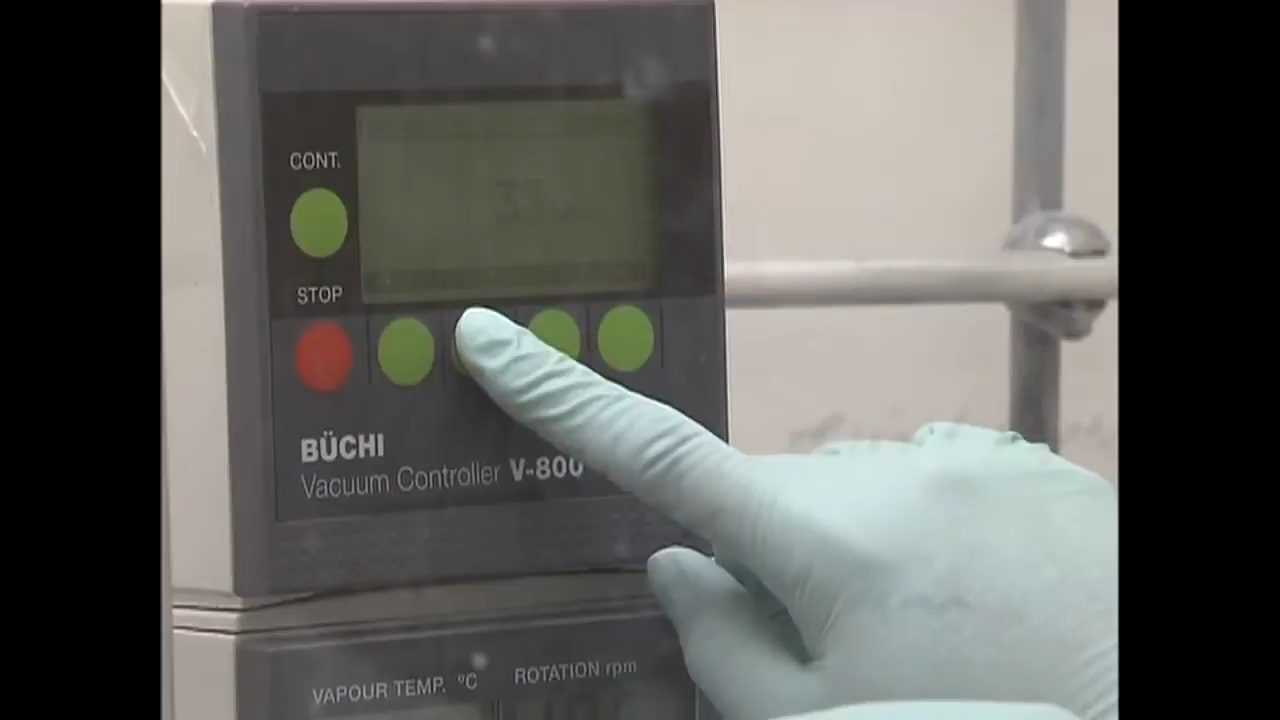 CONT.
STOP
BÜCHI
Vacuum Controller V-800
VAPOUR TEMP. °C
ROTATION rpm